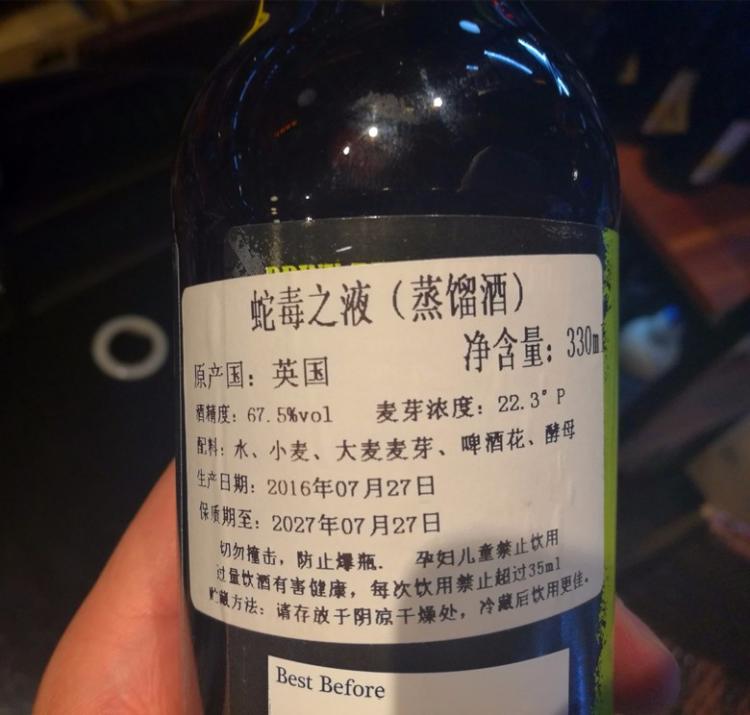 蛇毒之液（蒸馏酒）
净含量：330ml
原产国：英国
酒精度：67.5%vol 麦芽浓度：22.3°P
配料：水、小麦、大麦麦芽、啤酒花、酵母
生产日期：2016年07月27日
保质期至：2027年07月27日
切勿撞击，防止爆瓶． 孕妇儿童禁止饮用
过量饮酒有害健康，每次饮用禁止超过35ml
贮藏方法：请存放于阴凉干燥处，冷藏后饮用更佳。
Best Before